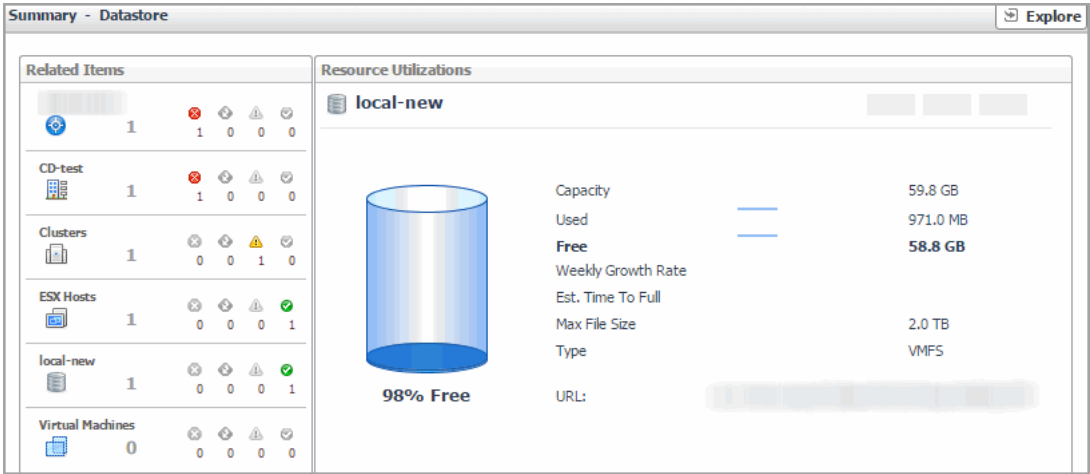 Summary - Datastore
Explore
Related Items
1
1 0 0 0
CD-test
1
1 0 0 0
Clusters
1
0 0 1 0
ESX Hosts
1
0 0 0 1
local-new
1
0 0 0 1
Virtual Machines
0
0 0 0 0
Resource Utilizations
local-new
98% Free
Capacity 59.8 GB
Used 971.0 MB
Free 58.8 GB
Weekly Growth Rate
Est. Time To Full
Max File Size 2.0 TB
Type VMFS
URL: